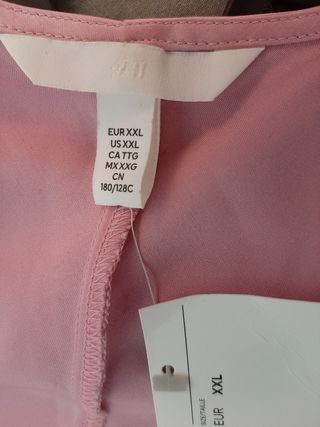 H&M
EUR XXL
US XXL
CA TTG
MX XXG
CN
180/128C
SIZE/TAILLE
EUR XXL